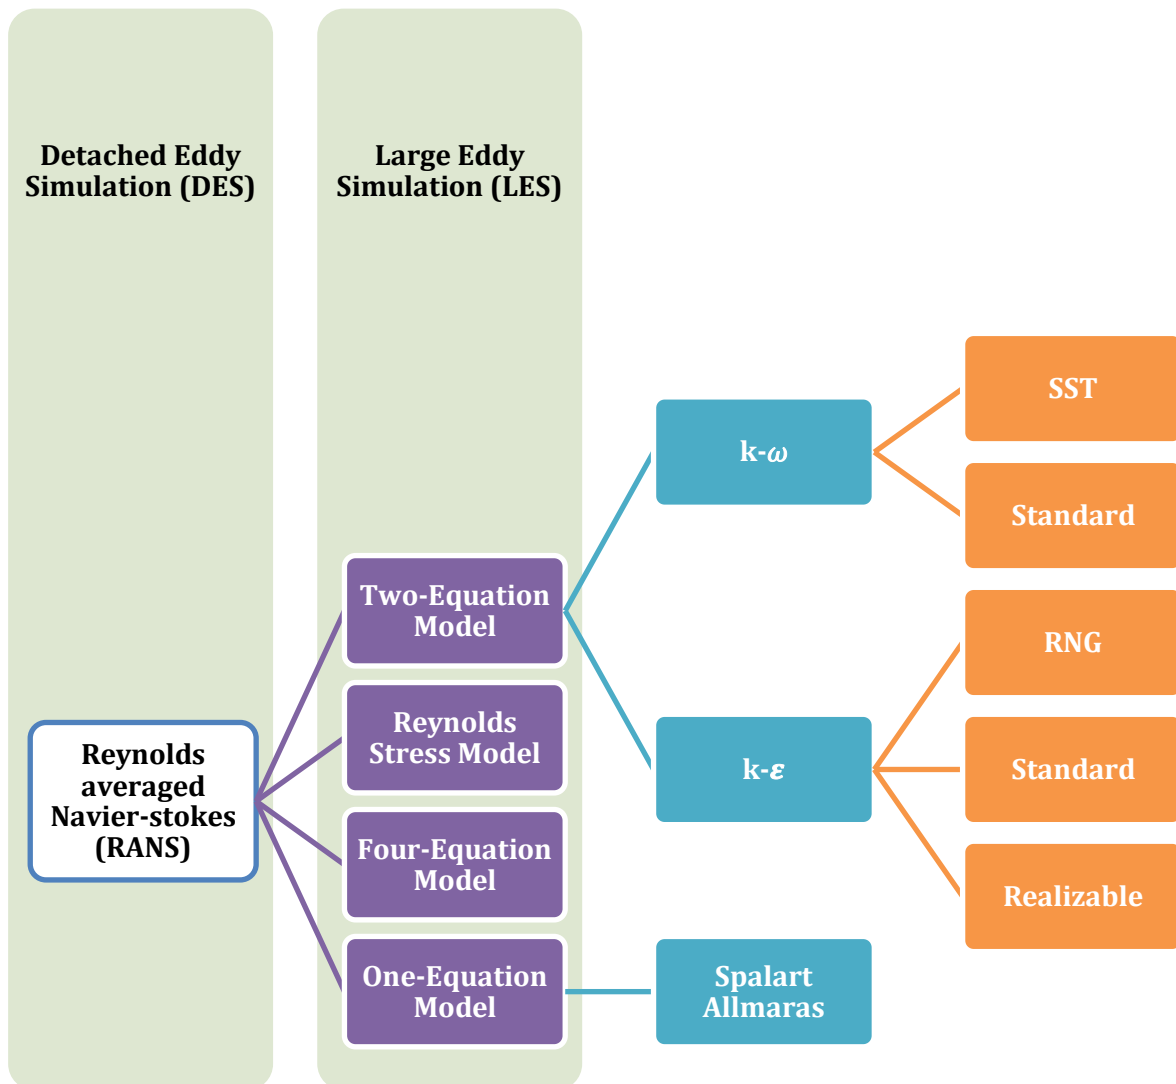 Detached Eddy
Simulation (DES)
Large Eddy
Simulation (LES)
Reynolds
averaged
Navier-stokes
(RANS)
Two-Equation
Model
Reynolds
Stress Model
Four-Equation
Model
One-Equation
Model
k-ω
k-ε
Spalart
Allmaras
SST
Standard
RNG
Standard
Realizable